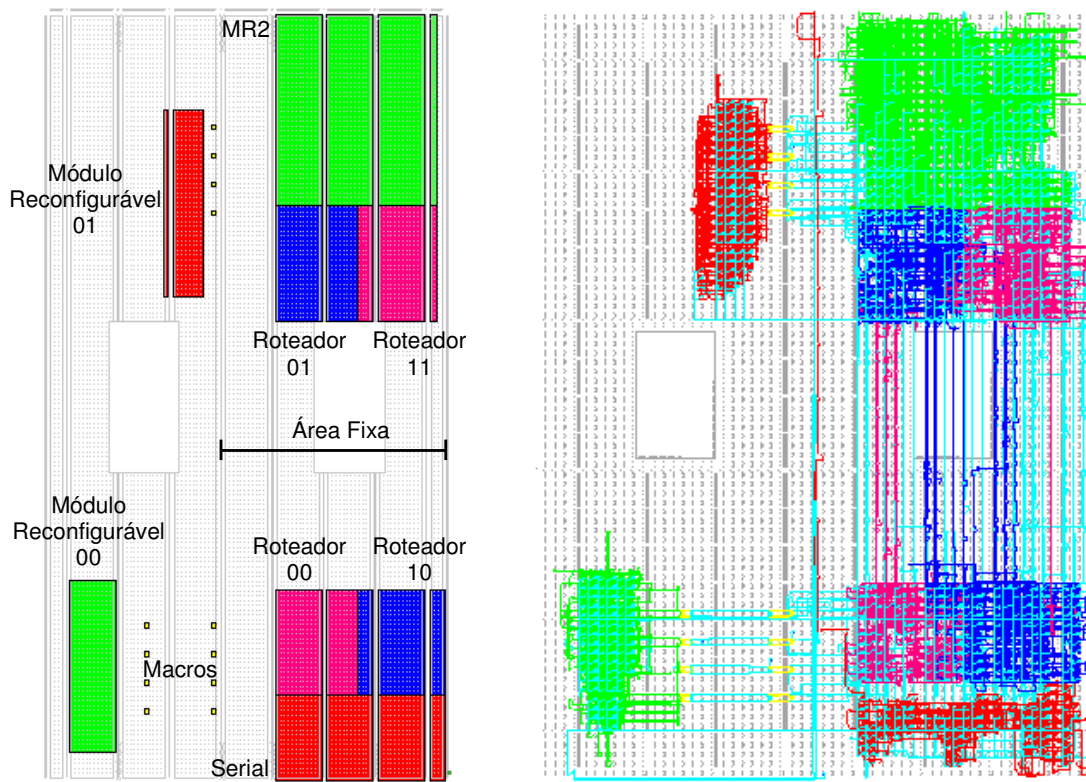 MR2
Módulo
Reconfigurável
01
Roteador
01
Roteador
11
Área Fixa
Módulo
Reconfigurável
00
Roteador
00
Roteador
10
Macros
Serial